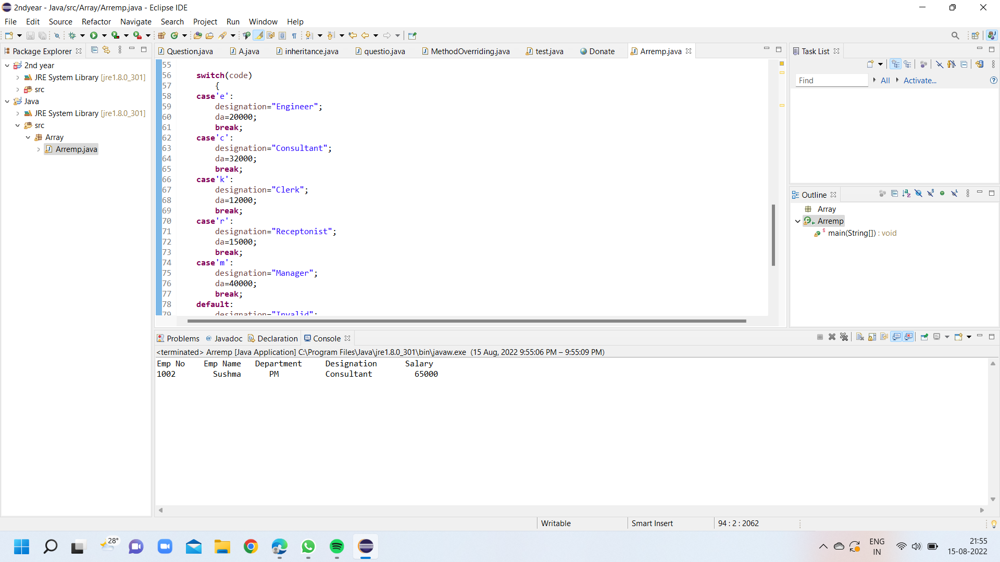 2ndyear - Java/src/Array/Arremp.java - Eclipse IDE
File Edit Source Refactor Navigate Search Project Run Window Help
Package Explorer
2nd year
JRE System Library [jre1.8.0_301]
src
Java
JRE System Library [jre1.8.0_301]
src
Array
Arremp.java
Question.java A.java inheritance.java questio.java MethodOverriding.java test.java Donate Arremp.java
55
56 switch(code)
57 {
58 case'e':
59 designation="Engineer";
60 da=20000;
61 break;
62 case'c':
63 designation="Consultant";
64 da=32000;
65 break;
66 case'k':
67 designation="Clerk";
68 da=12000;
69 break;
70 case'r':
71 designation="Receptonist";
72 da=15000;
73 break;
74 case'm':
75 designation="Manager";
76 da=40000;
77 break;
78 default:
79 designation="Invalid";
Task List
Find All Activate...
Outline
Array
Arremp
main(String[]) : void
Problems Javadoc Declaration Console
<terminated> Arremp [Java Application] C:\Program Files\Java\jre1.8.0_301\bin\javaw.exe (15 Aug, 2022 9:55:06 PM – 9:55:09 PM)
Emp No Emp Name Department Designation Salary
1002 Sushma PM Consultant 65000
Writable Smart Insert 94 : 2 : 2062
28°
ENG
IN
21:55
15-08-2022